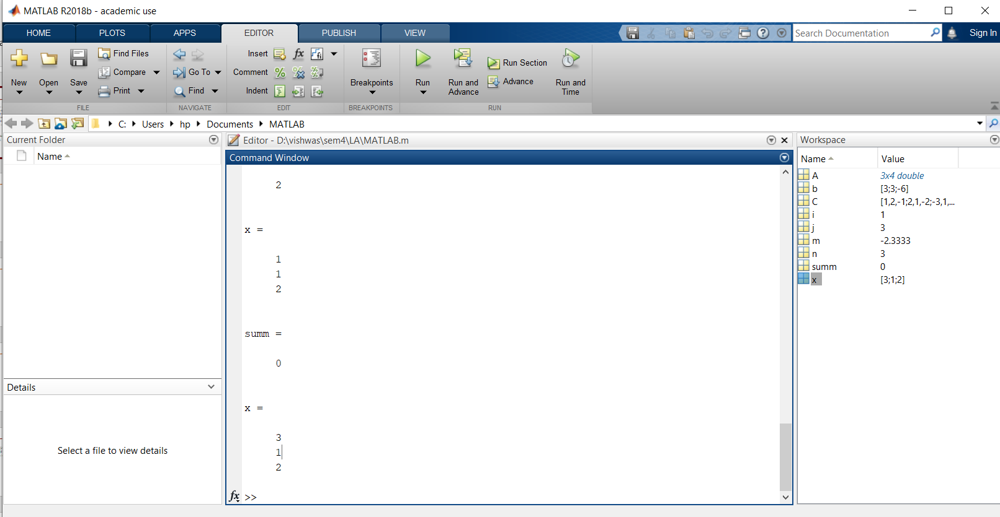 MATLAB R2018b - academic use
HOME PLOTS APPS EDITOR PUBLISH VIEW Search Documentation Sign In
New Open Save Find Files Compare Print
FILE
Go To Find
NAVIGATE
Insert fx fi
Comment % %
Indent
EDIT
Breakpoints
BREAKPOINTS
Run Run and Advance Run Section Advance Run and Time
RUN
C: Users hp Documents MATLAB
Current Folder
Name
Details
Select a file to view details
Editor - D:\vishwas\sem4\LA\MATLAB.m
Command Window
2
x =
1
1
2
summ =
0
x =
3
1
2
fx >>
Workspace
Name Value
A 3x4 double
b [3;3;-6]
C [1,2,-1;2,1,-2;-3,1,...
i 1
j 3
m -2.3333
n 3
summ 0
x [3;1;2]